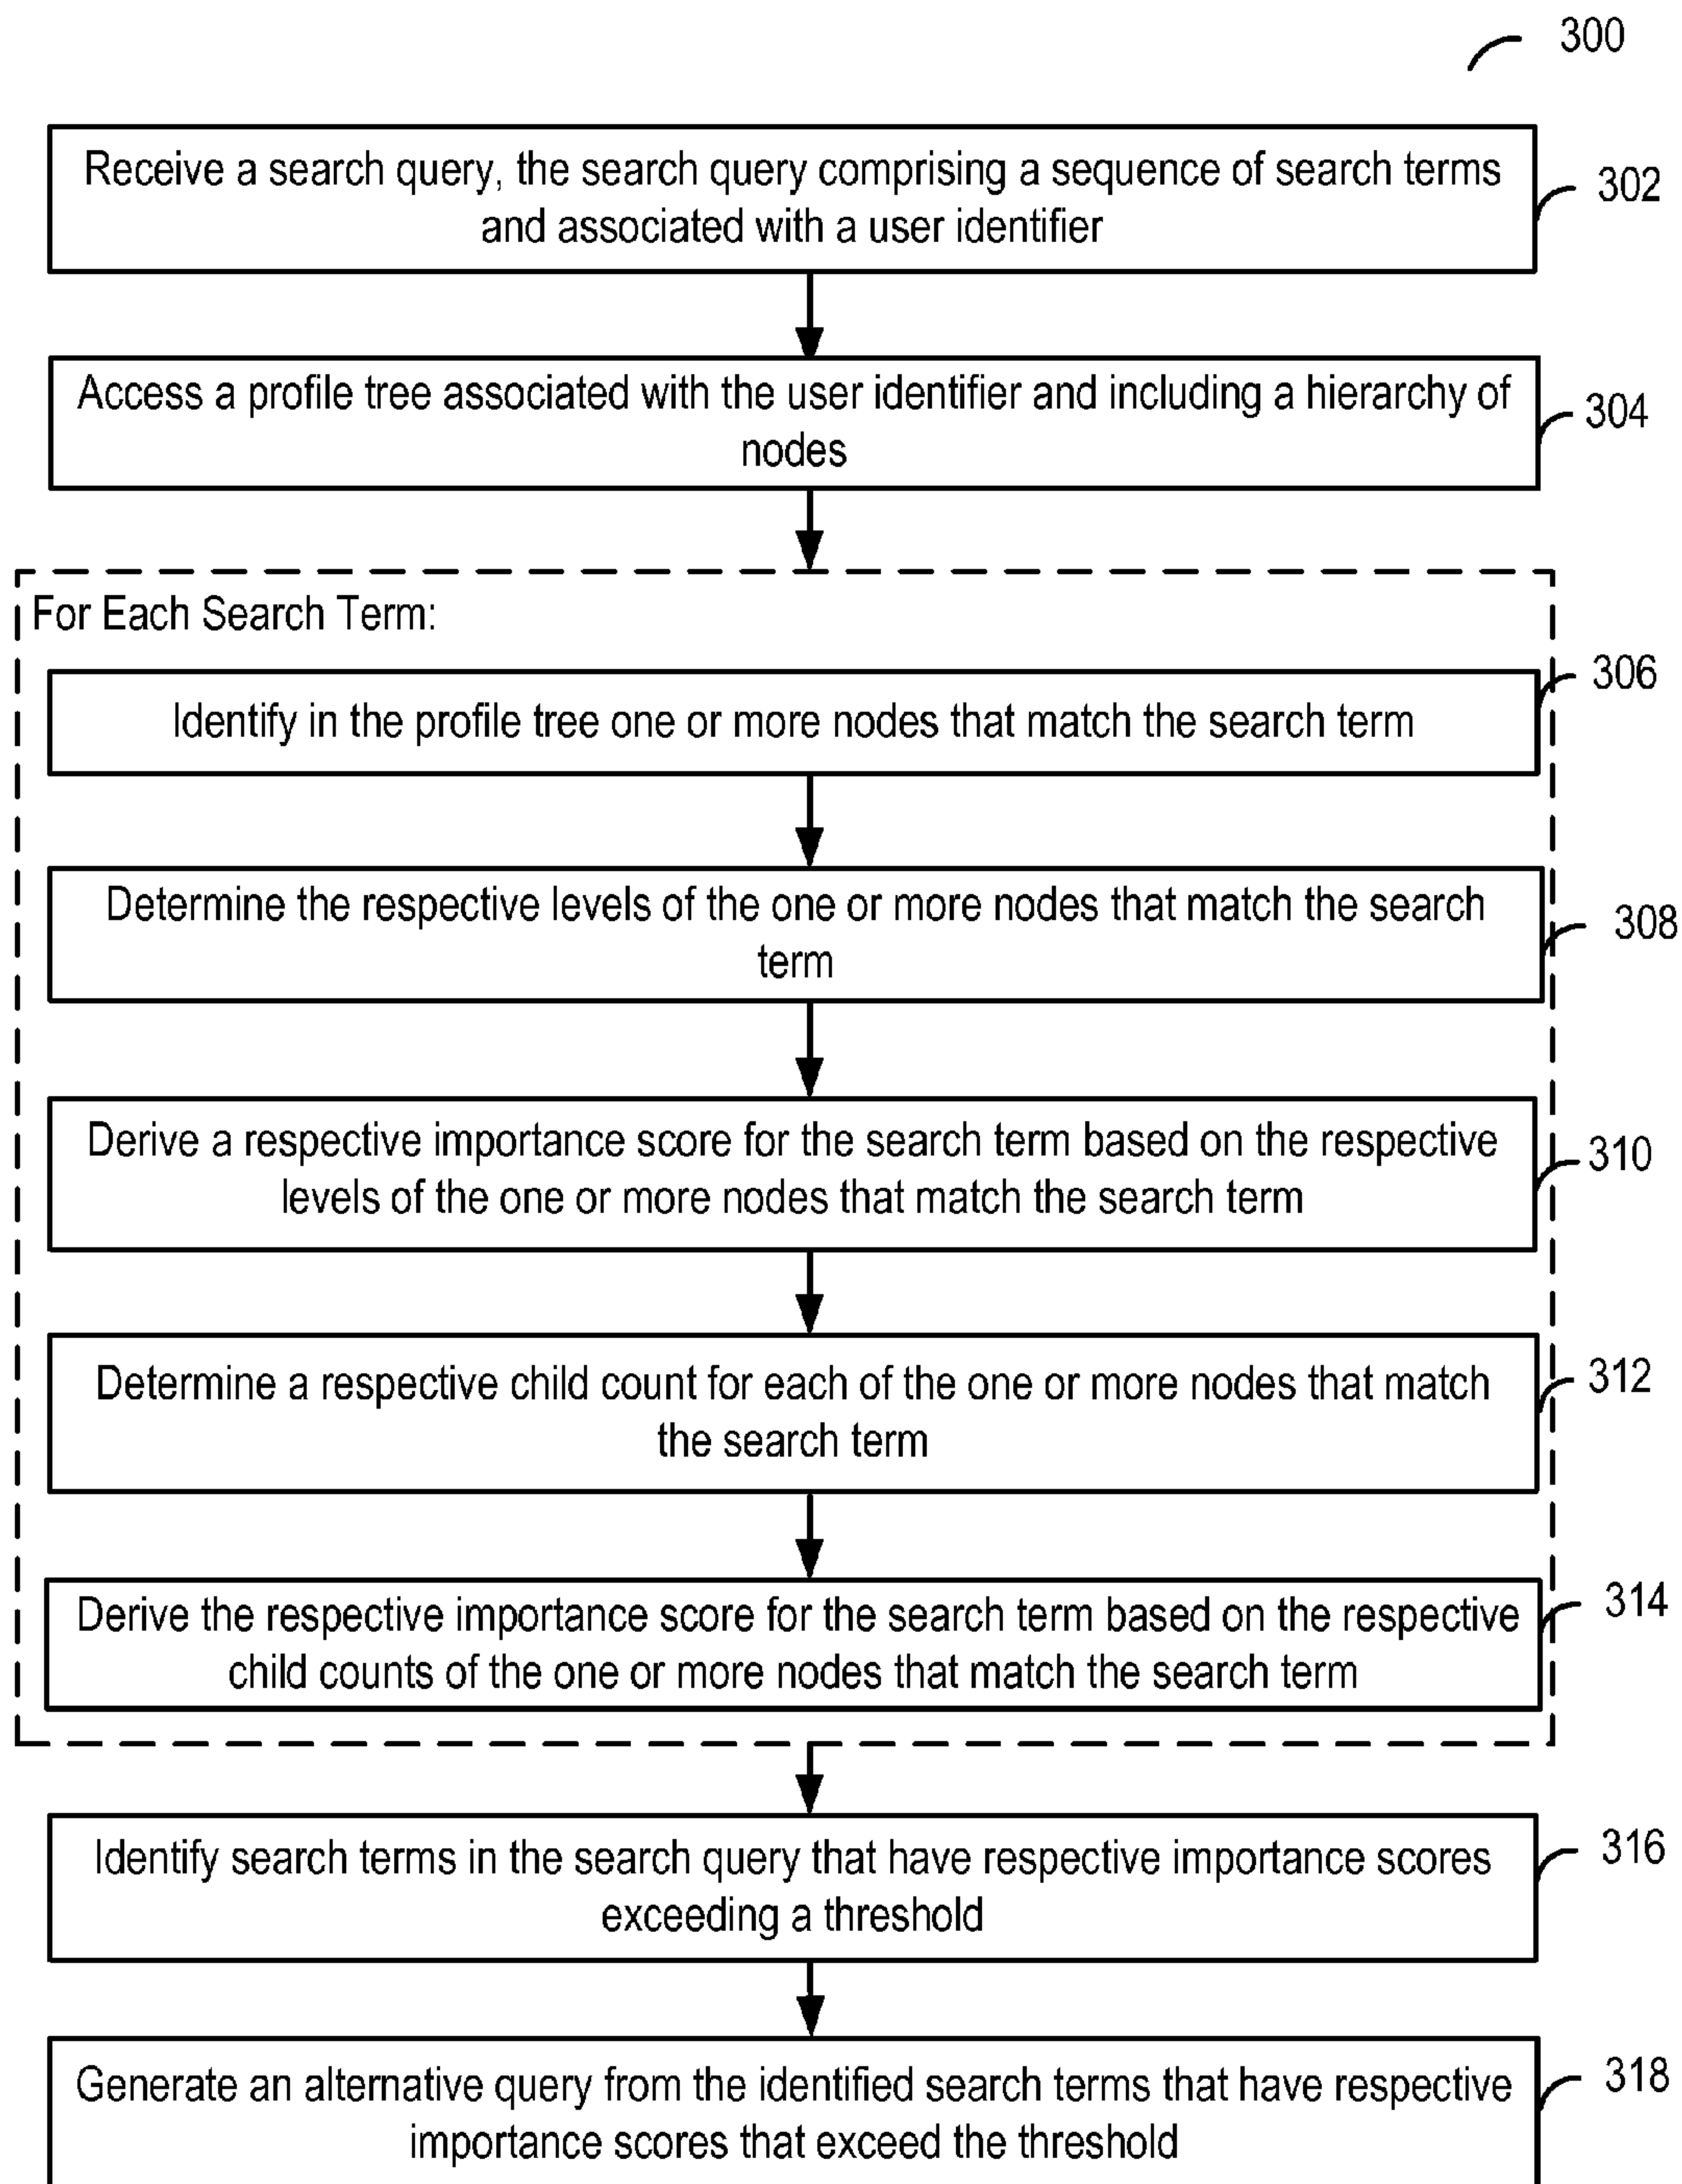 300
Receive a search query, the search query comprising a sequence of search terms
and associated with a user identifier
302
Access a profile tree associated with the user identifier and including a hierarchy of
nodes
304
For Each Search Term:
306
Identify in the profile tree one or more nodes that match the search term
Determine the respective levels of the one or more nodes that match the search
term
308
Derive a respective importance score for the search term based on the respective
levels of the one or more nodes that match the search term
310
Determine a respective child count for each of the one or more nodes that match
the search term
312
Derive the respective importance score for the search term based on the respective
child counts of the one or more nodes that match the search term
314
Identify search terms in the search query that have respective importance scores
exceeding a threshold
316
Generate an alternative query from the identified search terms that have respective
importance scores that exceed the threshold
318